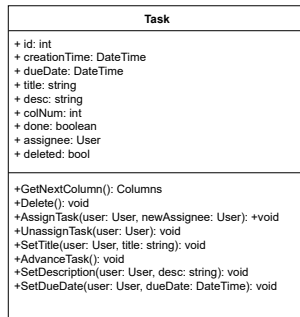 Task
+ id: int
+ creationTime: DateTime
+ dueDate: DateTime
+ title: string
+ desc: string
+ colNum: int
+ done: boolean
+ assignee: User
+ deleted: bool
+GetNextColumn(): Columns
+Delete(): void
+AssignTask(user: User, newAssignee: User): +void
+UnassignTask(user: User): void
+SetTitle(user: User, title: string): void
+AdvanceTask(): void
+SetDescription(user: User, desc: string): void
+SetDueDate(user: User, dueDate: DateTime): void